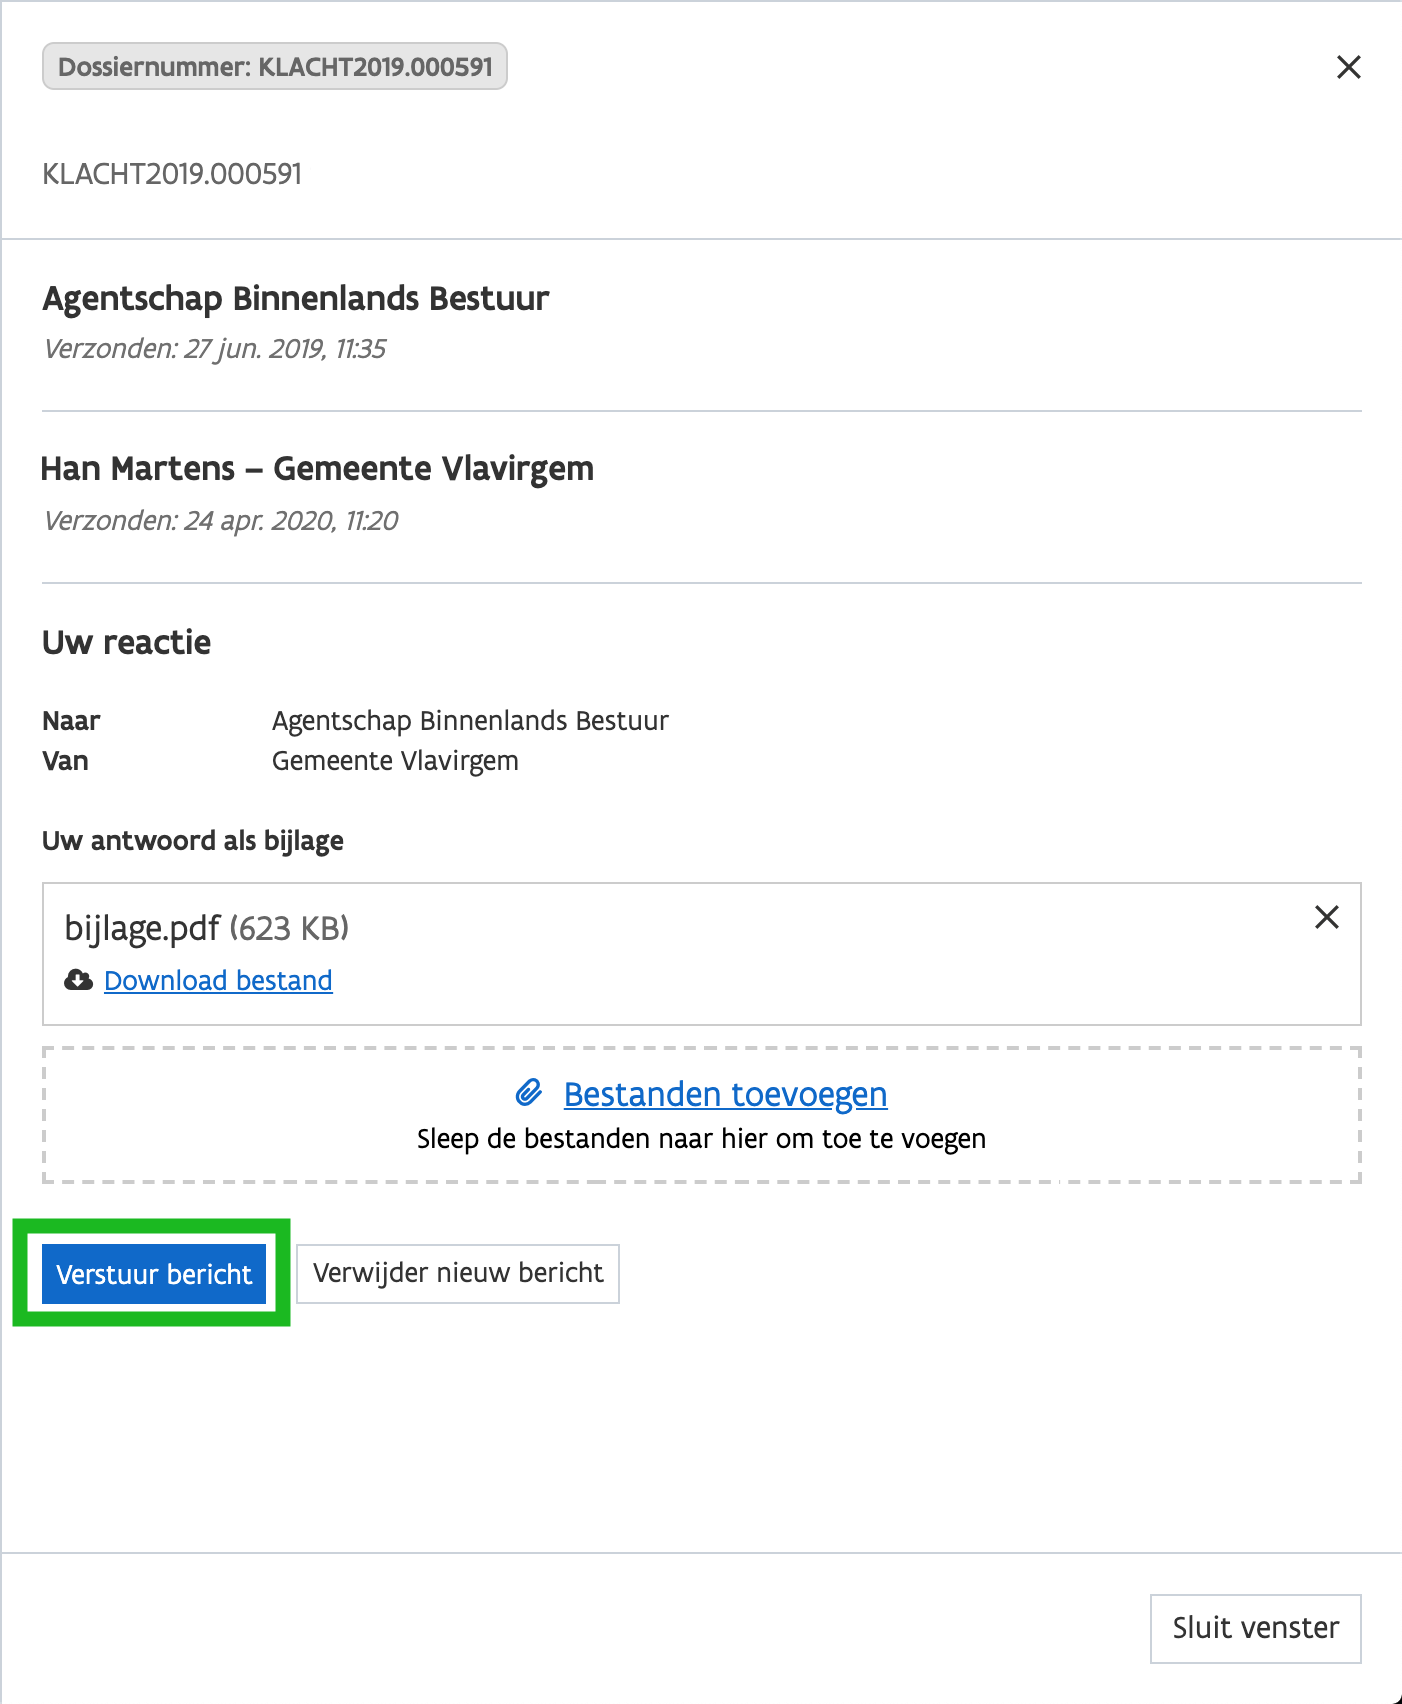 Dossiernummer: KLACHT2019.000591
KLACHT2019.000591
Agentschap Binnenlands Bestuur
Verzonden: 27 jun. 2019, 11:35
Han Martens – Gemeente Vlavirgem
Verzonden: 24 apr. 2020, 11:20
Uw reactie
Naar Agentschap Binnenlands Bestuur
Van Gemeente Vlavirgem
Uw antwoord als bijlage
bijlage.pdf (623 KB)
Download bestand
Bestanden toevoegen
Sleep de bestanden naar hier om toe te voegen
Verstuur bericht Verwijder nieuw bericht
Sluit venster